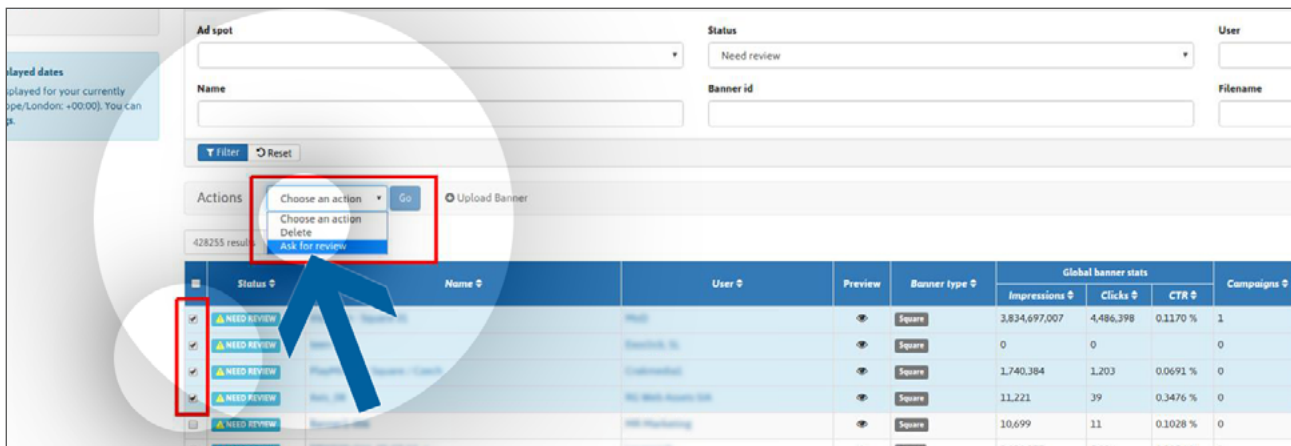 Ad spot
Status
User
Need review
played dates
splayed for your currently
ope/London: +00:00). You can
gs.
Name
Banner id
Filename
Filter
Reset
Actions
Choose an action
Go
Upload Banner
Choose an action
Delete
Ask for review
428255 results
Status
Name
User
Preview
Banner type
Global banner stats
Impressions
Clicks
CTR
Campaigns
NEED REVIEW
Square
3,834,697,007
4,486,398
0.1170 %
1
NEED REVIEW
Square
0
0
0
NEED REVIEW
Square
1,740,384
1,203
0.0691 %
0
NEED REVIEW
Square
11,221
39
0.3476 %
0
NEED REVIEW
Square
10,699
11
0.1028 %
0